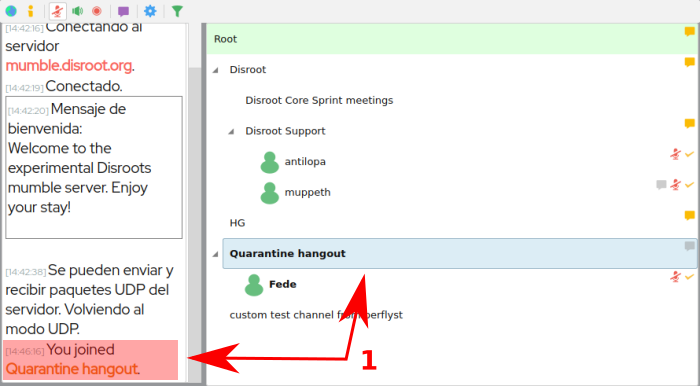 [14:42:16] Conectando al
servidor
mumble.disroot.org.
[14:42:19] Conectado.
[14:42:20] Mensaje de
bienvenida:
Welcome to the
experimental Disroots
mumble server. Enjoy
your stay!
[14:42:38] Se pueden enviar y
recibir paquetes UDP del
servidor. Volviendo al
modo UDP.
[14:46:16] You joined
Quarantine hangout.
Root
Disroot
Disroot Core Sprint meetings
Disroot Support
antilopa
muppeth
HG
Quarantine hangout
Fede
custom test channel
1